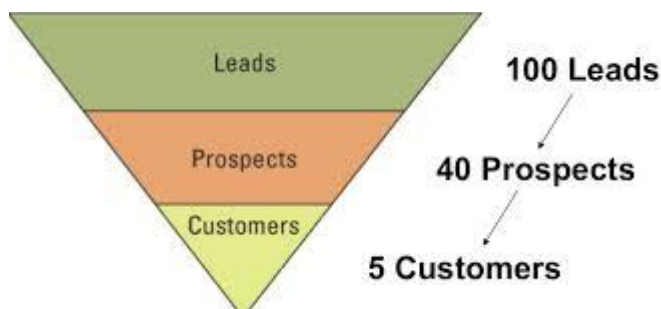 Leads
Prospects
Customers
100 Leads
40 Prospects
5 Customers